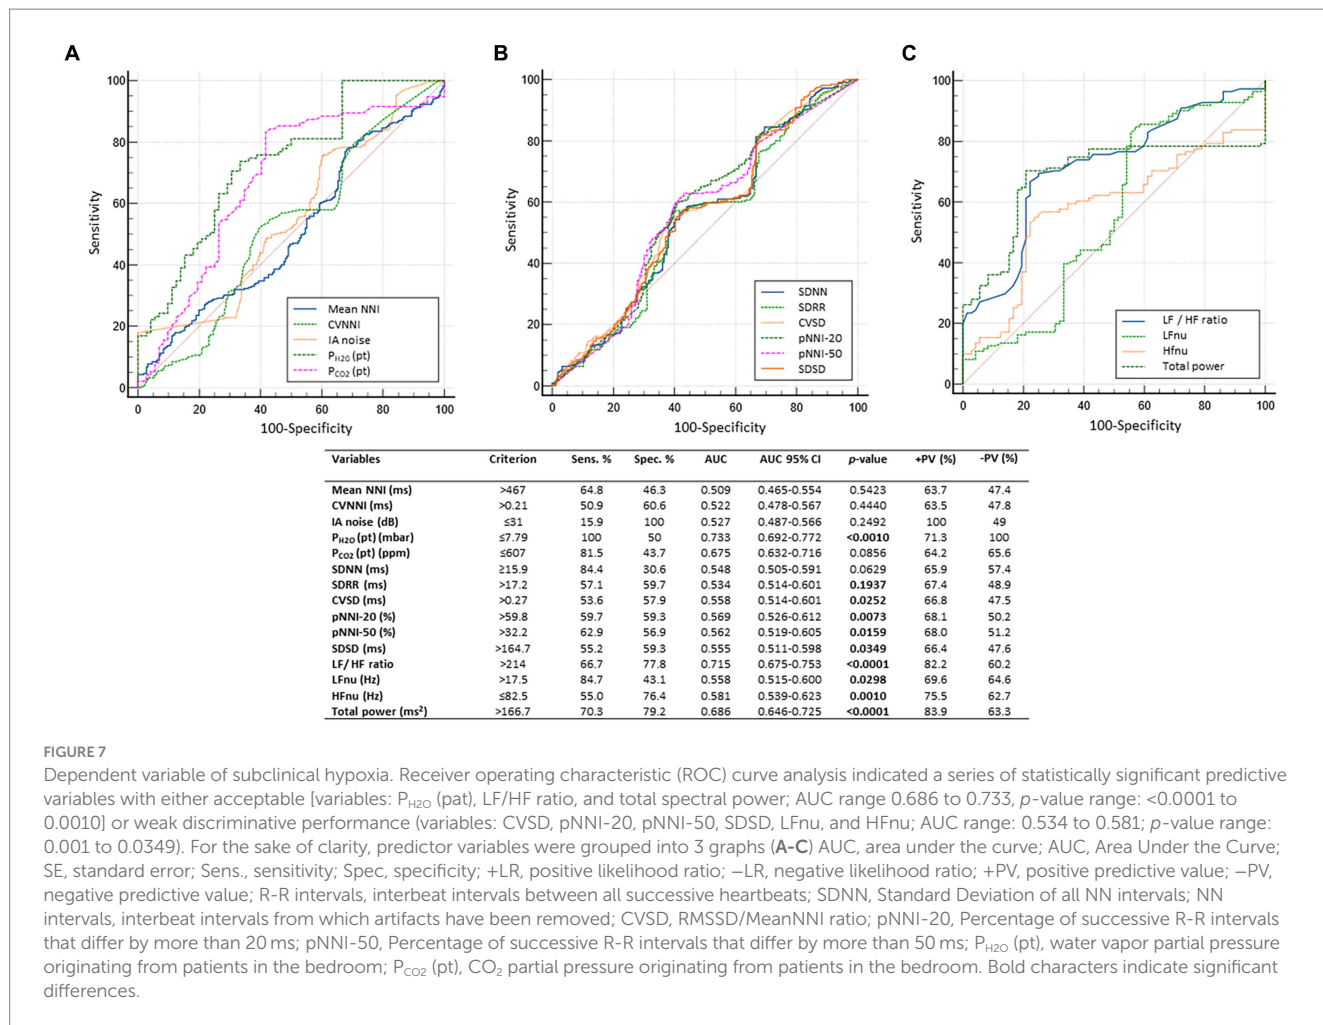 A
B
C
100
80
60
40
20
0
Sensitivity
0 20 40 60 80 100
100-Specificity
Mean NNI
CVNNI
IA noise
P_H2O (pt)
P_CO2 (pt)
100
80
60
40
20
0
Sensitivity
0 20 40 60 80 100
100-Specificity
SDNN
SDRR
CVSD
pNNI-20
pNNI-50
SDSD
100
80
60
40
20
0
Sensitivity
0 20 40 60 80 100
100-Specificity
LF / HF ratio
LFnu
Hfnu
Total power
Variables Criterion Sens. % Spec. % AUC AUC 95% CI p-value +PV (%) -PV (%)
Mean NNI (ms) >467 64.8 46.3 0.509 0.465-0.554 0.5423 63.7 47.4
CVNNI (ms) >0.21 50.9 60.6 0.522 0.478-0.567 0.4440 63.5 47.8
IA noise (dB) ≤31 15.9 100 0.527 0.487-0.566 0.2492 100 49
P_H2O (pt) (mbar) ≤7.79 100 50 0.733 0.692-0.772 <0.0010 71.3 100
P_CO2 (pt) (ppm) ≤607 81.5 43.7 0.675 0.632-0.716 0.0856 64.2 65.6
SDNN (ms) ≥15.9 84.4 30.6 0.548 0.505-0.591 0.0629 65.9 57.4
SDRR (ms) >17.2 57.1 59.7 0.534 0.514-0.601 0.1937 67.4 48.9
CVSD (ms) >0.27 53.6 57.9 0.558 0.514-0.601 0.0252 66.8 47.5
pNNI-20 (%) >59.8 59.7 59.3 0.569 0.526-0.612 0.0073 68.1 50.2
pNNI-50 (%) >32.2 62.9 56.9 0.562 0.519-0.605 0.0159 68.0 51.2
SDSD (ms) >164.7 55.2 59.3 0.555 0.511-0.598 0.0349 66.4 47.6
LF/ HF ratio >214 66.7 77.8 0.715 0.675-0.753 <0.0001 82.2 60.2
LFnu (Hz) >17.5 84.7 43.1 0.558 0.515-0.600 0.0298 69.6 64.6
HFnu (Hz) ≤82.5 55.0 76.4 0.581 0.539-0.623 0.0010 75.5 62.7
Total power (ms²) >166.7 70.3 79.2 0.686 0.646-0.725 <0.0001 83.9 63.3
FIGURE 7
Dependent variable of subclinical hypoxia. Receiver operating characteristic (ROC) curve analysis indicated a series of statistically significant predictive
variables with either acceptable [variables: P_H2O (pat), LF/HF ratio, and total spectral power; AUC range 0.686 to 0.733, p-value range: <0.0001 to
0.0010] or weak discriminative performance (variables: CVSD, pNNI-20, pNNI-50, SDSD, LFnu, and HFnu; AUC range: 0.534 to 0.581; p-value range:
0.001 to 0.0349). For the sake of clarity, predictor variables were grouped into 3 graphs (A-C) AUC, area under the curve; AUC, Area Under the Curve;
SE, standard error; Sens., sensitivity; Spec, specificity; +LR, positive likelihood ratio; −LR, negative likelihood ratio; +PV, positive predictive value; −PV,
negative predictive value; R-R intervals, interbeat intervals between all successive heartbeats; SDNN, Standard Deviation of all NN intervals; NN
intervals, interbeat intervals from which artifacts have been removed; CVSD, RMSSD/MeanNNI ratio; pNNI-20, Percentage of successive R-R intervals
that differ by more than 20 ms; pNNI-50, Percentage of successive R-R intervals that differ by more than 50 ms; P_H2O (pt), water vapor partial pressure
originating from patients in the bedroom; P_CO2 (pt), CO₂ partial pressure originating from patients in the bedroom. Bold characters indicate significant
differences.